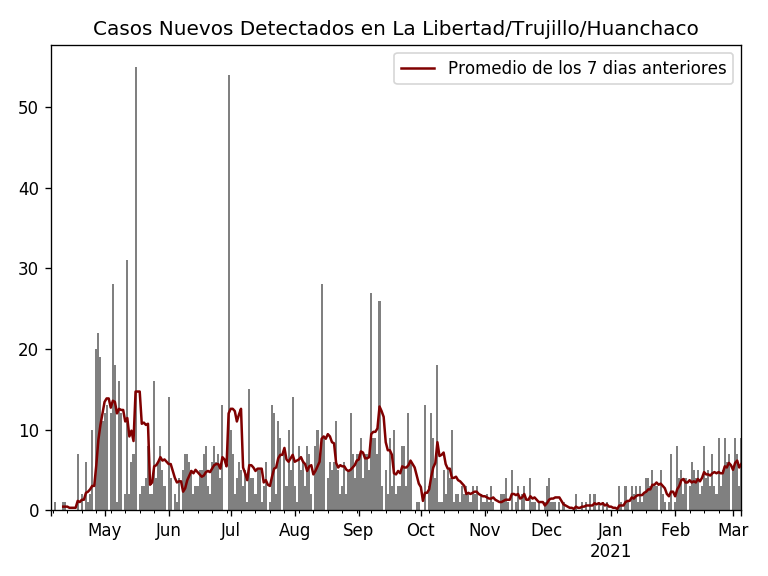 Casos Nuevos Detectados en La Libertad/Trujillo/Huanchaco
Promedio de los 7 dias anteriores
50
40
30
20
10
0
May Jun Jul Aug Sep Oct Nov Dec Jan Feb Mar
2021